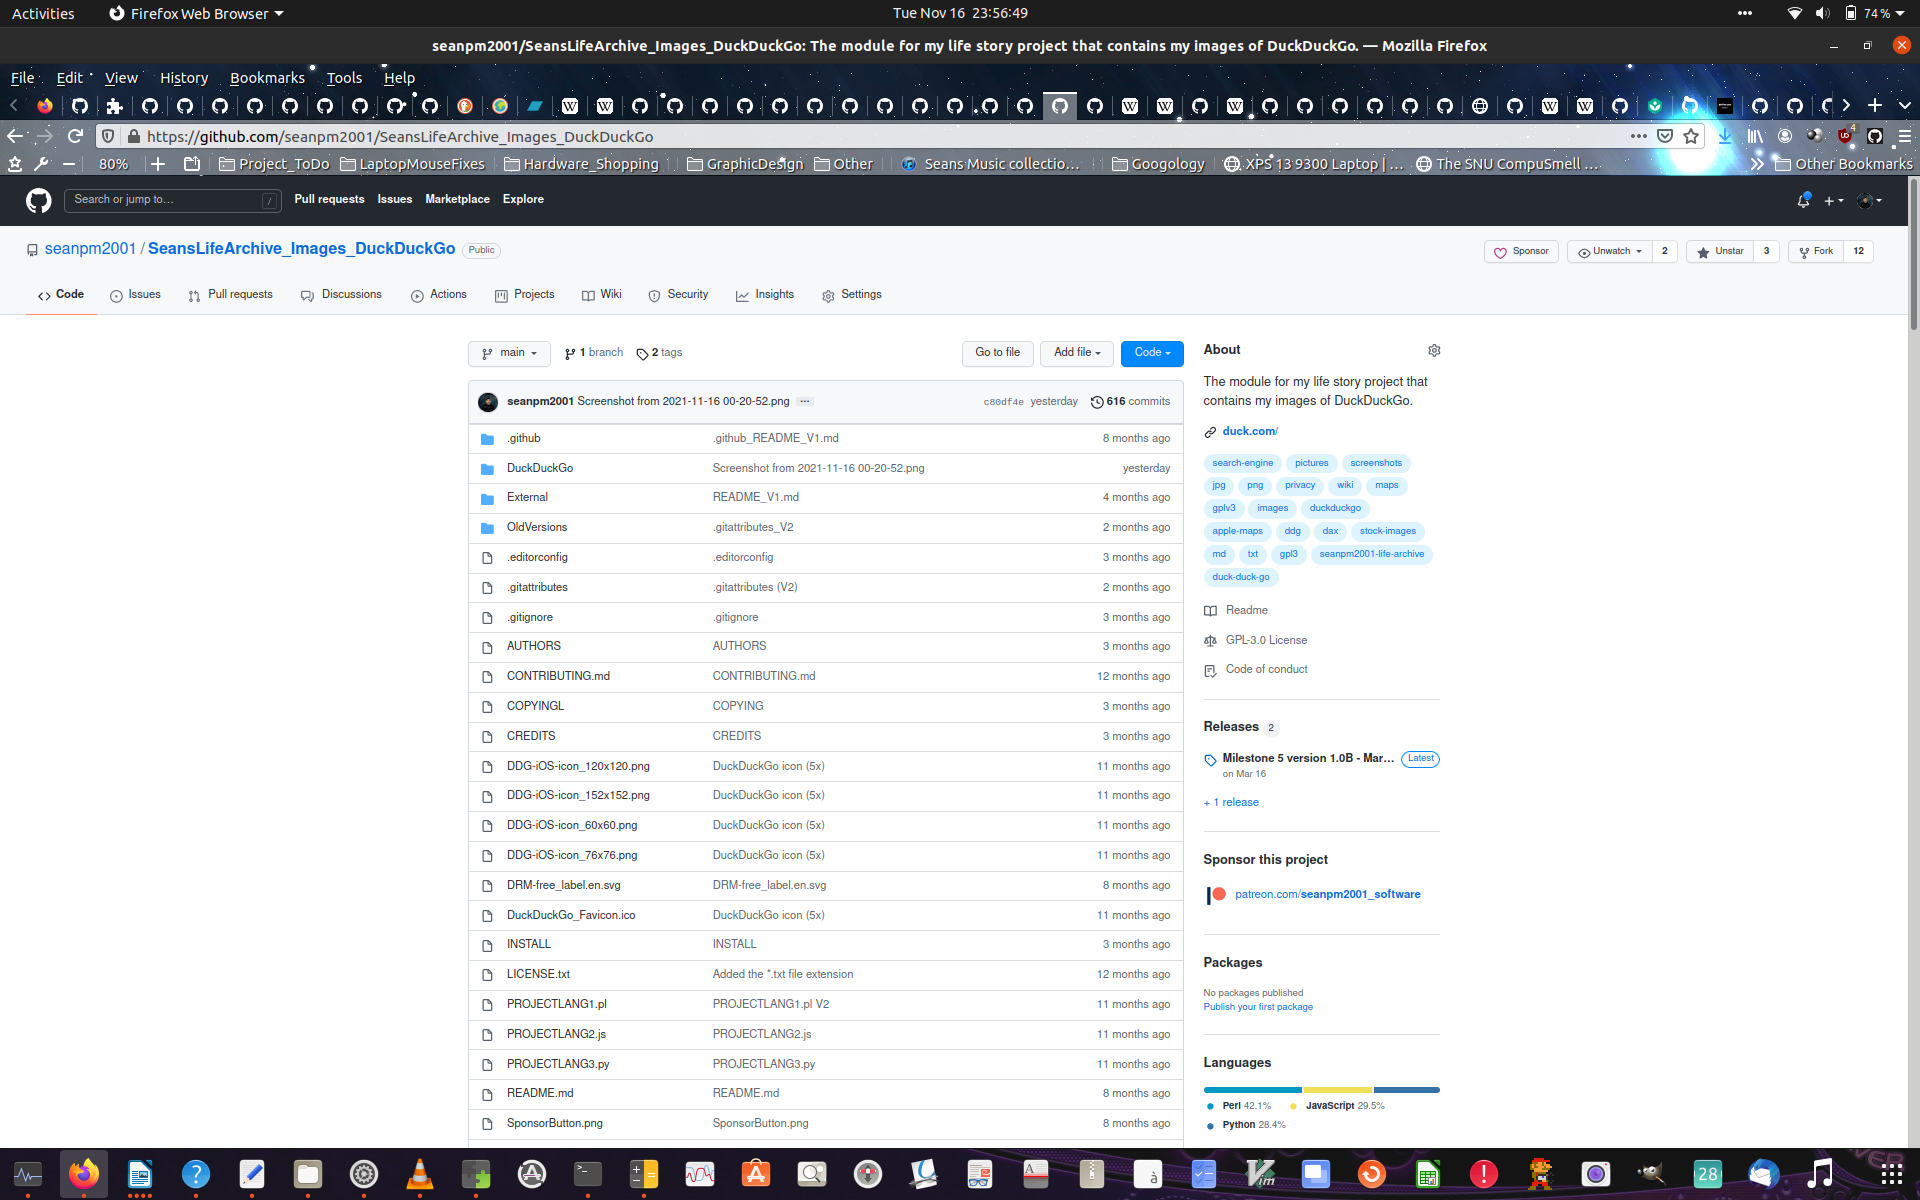 Activities Firefox Web Browser Tue Nov 16 23:56:49 74%
seanpm2001/SeansLifeArchive_Images_DuckDuckGo: The module for my life story project that contains my images of DuckDuckGo. — Mozilla Firefox
File Edit View History Bookmarks Tools Help
https://github.com/seanpm2001/SeansLifeArchive_Images_DuckDuckGo
80% Project_ToDo LaptopMouseFixes Hardware_Shopping GraphicDesign Other Seans Music collectio… Googology XPS 13 9300 Laptop | … The SNU CompuSmell … Other Bookmarks
Search or jump to… / Pull requests Issues Marketplace Explore
seanpm2001 / SeansLifeArchive_Images_DuckDuckGo Public Sponsor Unwatch 2 Unstar 3 Fork 12
Code Issues Pull requests Discussions Actions Projects Wiki Security Insights Settings
main 1 branch 2 tags Go to file Add file Code
seanpm2001 Screenshot from 2021-11-16 00-20-52.png ... c80df4e yesterday 616 commits
.github .github_README_V1.md 8 months ago
DuckDuckGo Screenshot from 2021-11-16 00-20-52.png yesterday
External README_V1.md 4 months ago
OldVersions .gitattributes_V2 2 months ago
.editorconfig .editorconfig 3 months ago
.gitattributes .gitattributes (V2) 2 months ago
.gitignore .gitignore 3 months ago
AUTHORS AUTHORS 3 months ago
CONTRIBUTING.md CONTRIBUTING.md 12 months ago
COPYINGL COPYING 3 months ago
CREDITS CREDITS 3 months ago
DDG-iOS-icon_120x120.png DuckDuckGo icon (5x) 11 months ago
DDG-iOS-icon_152x152.png DuckDuckGo icon (5x) 11 months ago
DDG-iOS-icon_60x60.png DuckDuckGo icon (5x) 11 months ago
DDG-iOS-icon_76x76.png DuckDuckGo icon (5x) 11 months ago
DRM-free_label.en.svg DRM-free_label.en.svg 8 months ago
DuckDuckGo_Favicon.ico DuckDuckGo icon (5x) 11 months ago
INSTALL INSTALL 3 months ago
LICENSE.txt Added the *.txt file extension 12 months ago
PROJECTLANG1.pl PROJECTLANG1.pl V2 11 months ago
PROJECTLANG2.js PROJECTLANG2.js 11 months ago
PROJECTLANG3.py PROJECTLANG3.py 11 months ago
README.md README.md 8 months ago
SponsorButton.png SponsorButton.png 8 months ago
About
The module for my life story project that
contains my images of DuckDuckGo.
duck.com/
search-engine pictures screenshots
jpg png privacy wiki maps
gplv3 images duckduckgo
apple-maps ddg dax stock-images
md txt gpl3 seanpm2001-life-archive
duck-duck-go
Readme
GPL-3.0 License
Code of conduct
Releases 2
Milestone 5 version 1.0B - Mar... Latest
on Mar 16
+ 1 release
Sponsor this project
patreon.com/seanpm2001_software
Packages
No packages published
Publish your first package
Languages
Perl 42.1% JavaScript 29.5%
Python 28.4%
28